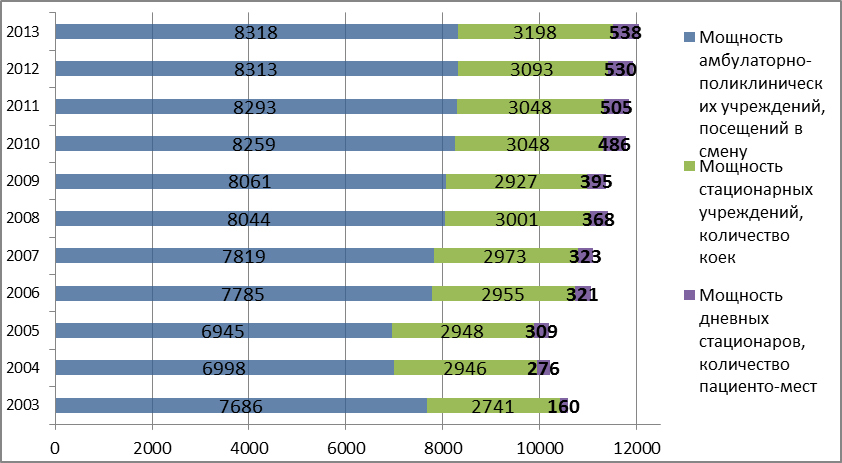 2013 8318 3198 538
2012 8313 3093 530
2011 8293 3048 505
2010 8259 3048 486
2009 8061 2927 395
2008 8044 3001 368
2007 7819 2973 323
2006 7785 2955 321
2005 6945 2948 309
2004 6998 2946 276
2003 7686 2741 160
0 2000 4000 6000 8000 10000 12000
Мощность
амбулаторно-
поликлиническ
их учреждений,
посещений в
смену
Мощность
стационарных
учреждений,
количество
коек
Мощность
дневных
стационаров,
количество
пациенто-мест